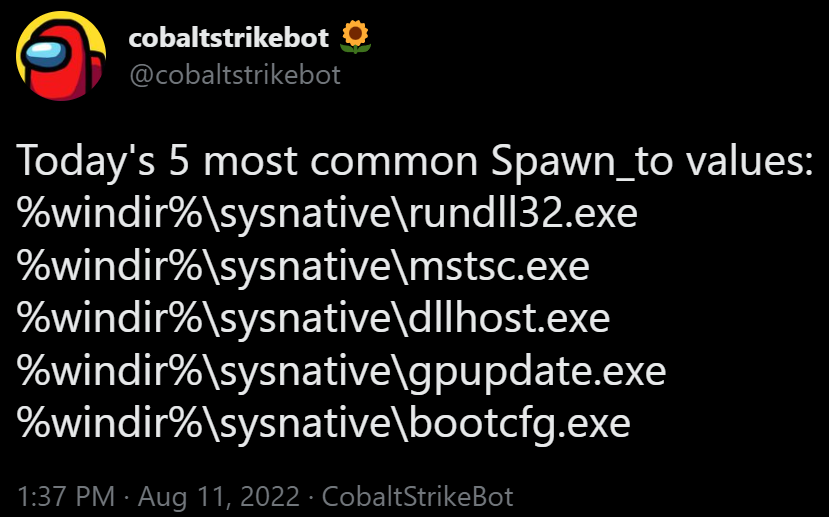 cobaltstrikebot 🌻
@cobaltstrikebot
Today's 5 most common Spawn_to values:
%windir%\sysnative\rundll32.exe
%windir%\sysnative\mstsc.exe
%windir%\sysnative\dllhost.exe
%windir%\sysnative\gpupdate.exe
%windir%\sysnative\bootcfg.exe
1:37 PM · Aug 11, 2022 · CobaltStrikeBot